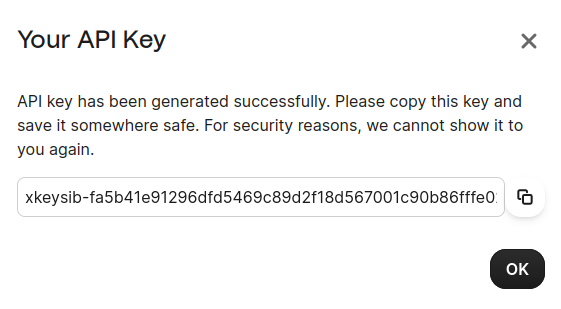 Your API Key
API key has been generated successfully. Please copy this key and
save it somewhere safe. For security reasons, we cannot show it to
you again.
xkeysib-fa5b41e91296dfd5469c89d2f18d567001c90b86fffe0
OK